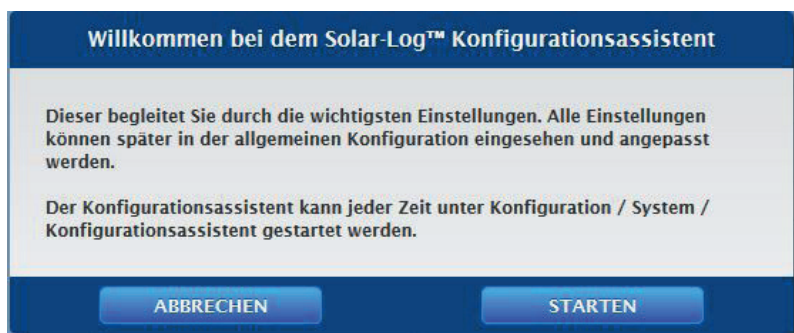 Willkommen bei dem Solar-Log™ Konfigurationsassistent
Dieser begleitet Sie durch die wichtigsten Einstellungen. Alle Einstellungen
können später in der allgemeinen Konfiguration eingesehen und angepasst
werden.
Der Konfigurationsassistent kann jeder Zeit unter Konfiguration / System /
Konfigurationsassistent gestartet werden.
ABBRECHEN
STARTEN